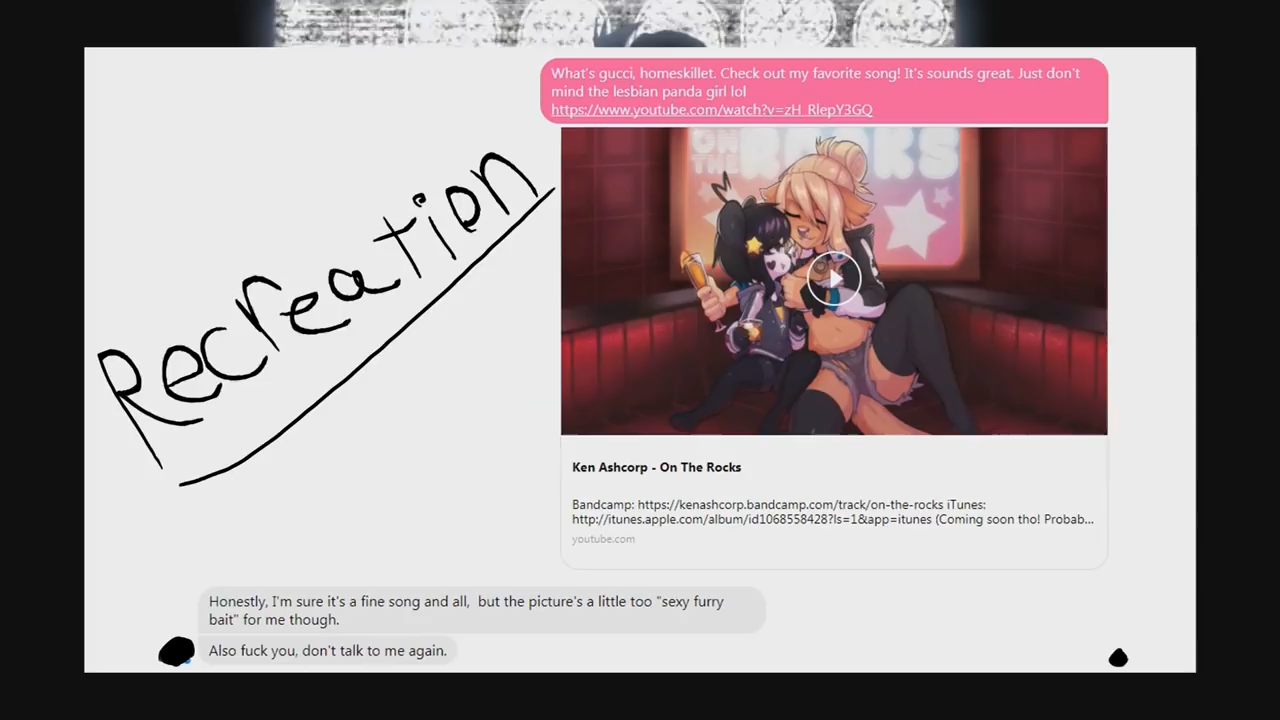 What's gucci, homeskillet. Check out my favorite song! It's sounds great. Just don't
mind the lesbian panda girl lol
https://www.youtube.com/watch?v=zH_RlepY3GQ
ON
THE ROCKS
Recreation
Ken Ashcorp - On The Rocks
Bandcamp: https://kenashcorp.bandcamp.com/track/on-the-rocks iTunes:
http://itunes.apple.com/album/id1068558428?ls=1&app=itunes (Coming soon tho! Probab...
youtube.com
Honestly, I'm sure it's a fine song and all,  but the picture's a little too "sexy furry
bait" for me though.
Also fuck you, don't talk to me again.